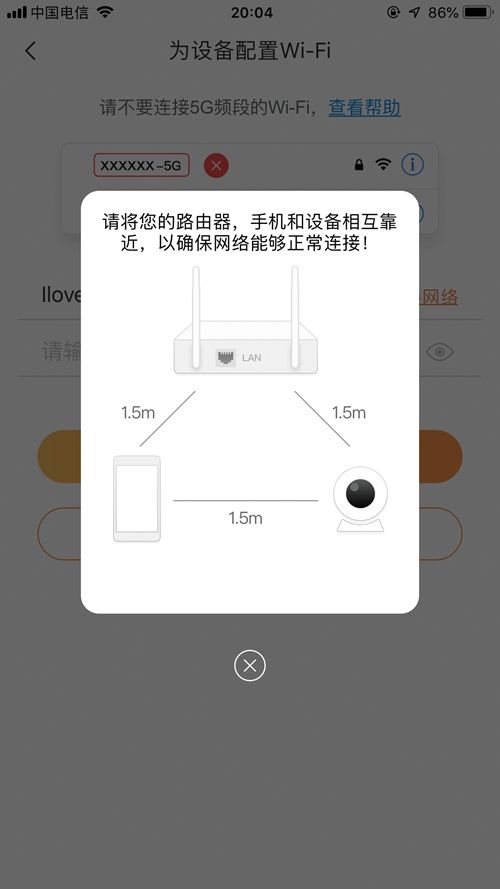 中国电信
20:04
86%
为设备配置Wi-Fi
请不要连接5G频段的Wi-Fi，查看帮助
XXXXXX-5G
请将您的路由器，手机和设备相互靠
近，以确保网络能够正常连接！
Ilove
网络
请输
LAN
1.5m
1.5m
1.5m